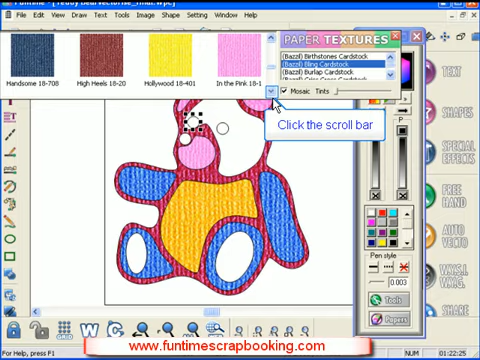 File Draw Text Tools Image Shape View Window Help
PAPER TEXTURES
(Bazzil) Birthstones Cardstock
(Bazzil) Bling Cardstock
(Bazzil) Burlap Cardstock
Mosaic Tints
Handsome 18-708
High Heels 18-20
Hollywood 18-401
In the Pink 18-1
Click the scroll bar
TEXT
SHAPES
SPECIAL
EFFECTS
FREE
HAND
AUTO
VECTO
W.Y.S.I.
W.Y.G.
SHAPE
Pen style
0.003
Tools
Papers
For Help, press F1
NUM
01:22:25
www.funtimescrapbooking.com